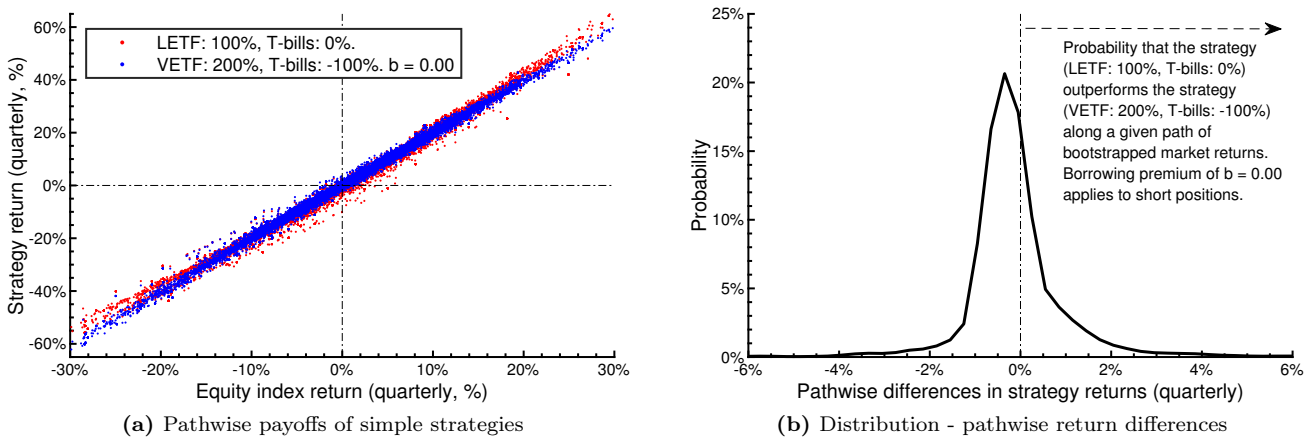 60%
40%
20%
0%
-20%
-40%
-60%
Strategy return (quarterly, %)
LETF: 100%, T-bills: 0%.
VETF: 200%, T-bills: -100%. b = 0.00
-30%
-20%
-10%
0%
10%
20%
30%
Equity index return (quarterly, %)
(a) Pathwise payoffs of simple strategies
25%
20%
15%
10%
5%
0%
Probability
Probability that the strategy
(LETF: 100%, T-bills: 0%)
outperforms the strategy
(VETF: 200%, T-bills: -100%)
along a given path of
bootstrapped market returns.
Borrowing premium of b = 0.00
applies to short positions.
-6%
-4%
-2%
0%
2%
4%
6%
Pathwise differences in strategy returns (quarterly)
(b) Distribution - pathwise return differences